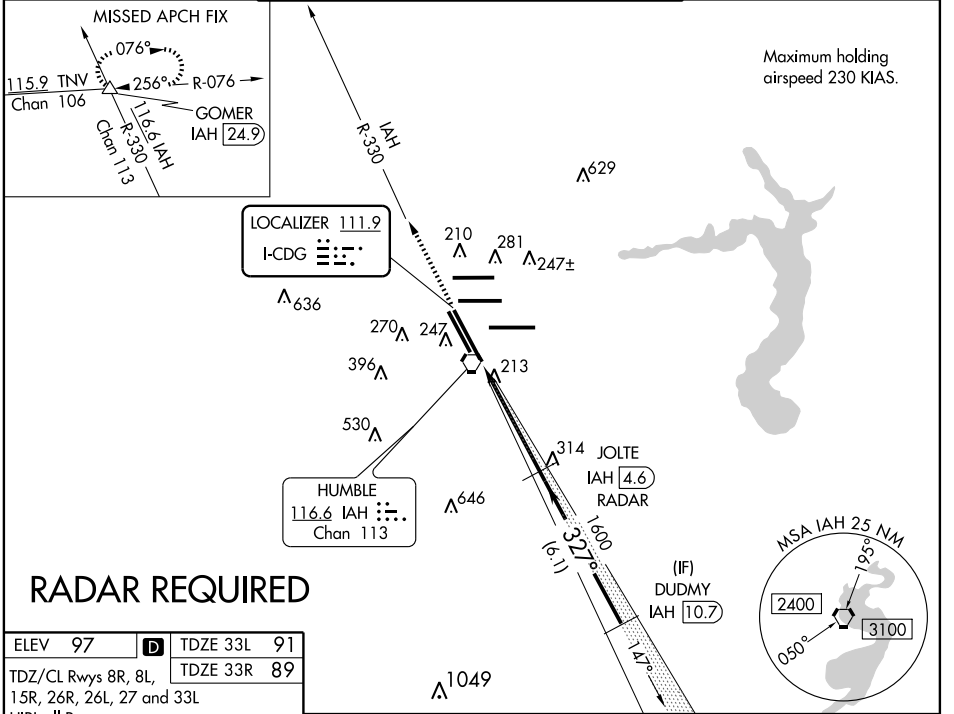 MISSED APCH FIX
076°
115.9 TNV
Chan 106
256°
R-076
GOMER
IAH 24.9
116.6 IAH
R-330
Chan 113
IAH
R-330
Maximum holding
airspeed 230 KIAS.
629
LOCALIZER 111.9
I-CDG
210
281
247±
636
270
247
396
213
530
314
JOLTE
IAH 4.6
RADAR
HUMBLE
116.6 IAH
Chan 113
646
1600
327°
(6.1)
(IF)
DUDMY
IAH 10.7
147°
MSA IAH 25 NM
195°
2400
3100
050°
RADAR REQUIRED
1049
ELEV 97
D
TDZE 33L 91
TDZE 33R 89
TDZ/CL Rwys 8R, 8L,
15R, 26R, 26L, 27 and 33L